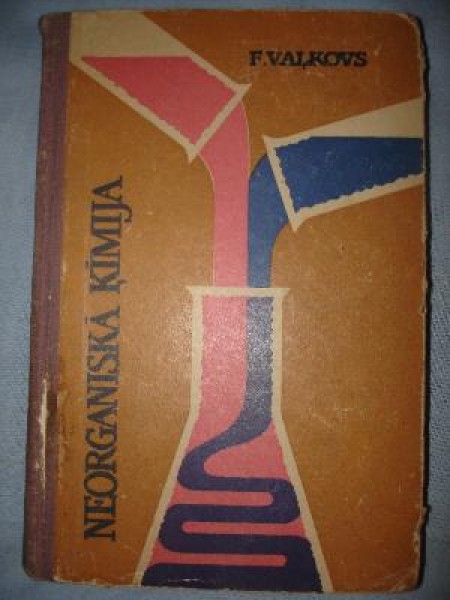 F. VAĻKOVS
NEORGANISKĀ ĶĪMIJA